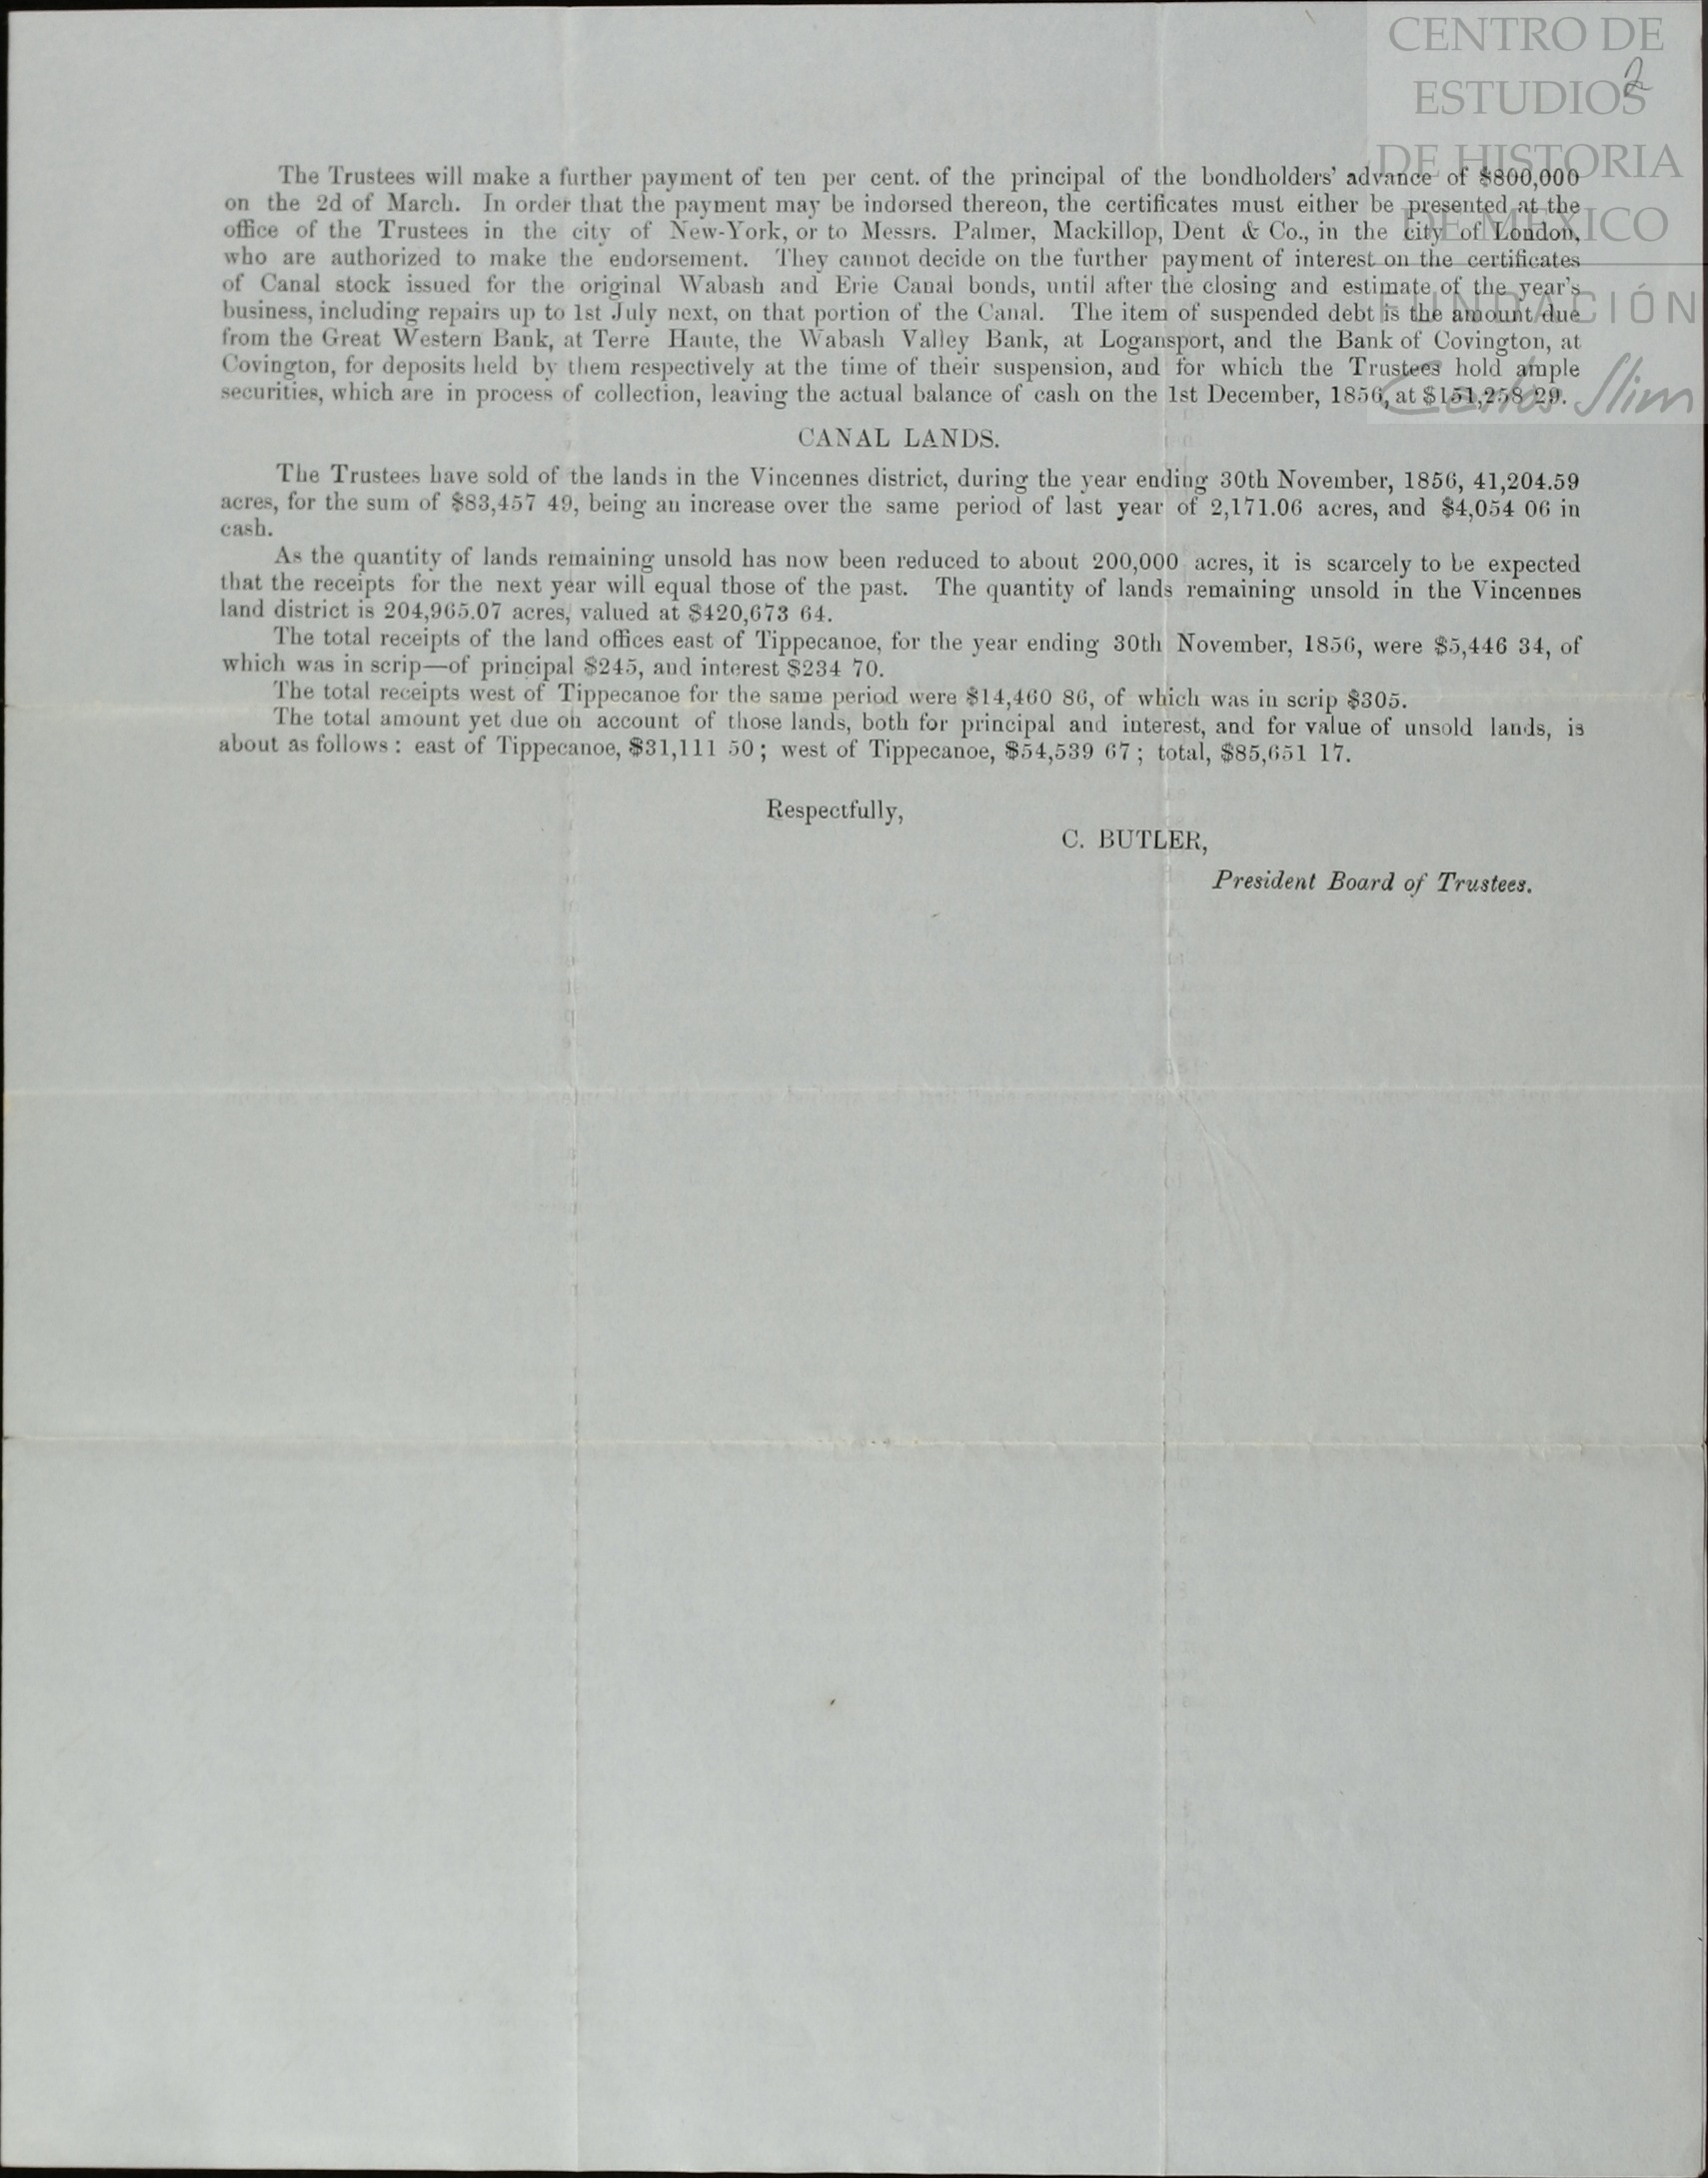 CENTRO DE
ESTUDIOS
2
DE HISTORIA
DE MÉXICO
FUNDACIÓN
Carlos Slim
The Trustees will make a further payment of ten per cent. of the principal of the bondholders’ advance of $800,000
on the 2d of March. In order that the payment may be indorsed thereon, the certificates must either be presented at the
office of the Trustees in the city of New-York, or to Messrs. Palmer, Mackillop, Dent & Co., in the city of London,
who are authorized to make the endorsement. They cannot decide on the further payment of interest on the certificates
of Canal stock issued for the original Wabash and Erie Canal bonds, until after the closing and estimate of the year’s
business, including repairs up to 1st July next, on that portion of the Canal. The item of suspended debt is the amount due
from the Great Western Bank, at Terre Haute, the Wabash Valley Bank, at Logansport, and the Bank of Covington, at
Covington, for deposits held by them respectively at the time of their suspension, and for which the Trustees hold ample
securities, which are in process of collection, leaving the actual balance of cash on the 1st December, 1856, at $151,258 29.
CANAL LANDS.
The Trustees have sold of the lands in the Vincennes district, during the year ending 30th November, 1856, 41,204.59
acres, for the sum of $83,457 49, being an increase over the same period of last year of 2,171.06 acres, and $4,054 06 in
cash.
As the quantity of lands remaining unsold has now been reduced to about 200,000 acres, it is scarcely to be expected
that the receipts for the next year will equal those of the past. The quantity of lands remaining unsold in the Vincennes
land district is 204,965.07 acres, valued at $420,673 64.
The total receipts of the land offices east of Tippecanoe, for the year ending 30th November, 1856, were $5,446 34, of
which was in scrip—of principal $245, and interest $234 70.
The total receipts west of Tippecanoe for the same period were $14,460 86, of which was in scrip $305.
The total amount yet due on account of those lands, both for principal and interest, and for value of unsold lands, is
about as follows : east of Tippecanoe, $31,111 50 ; west of Tippecanoe, $54,539 67 ; total, $85,651 17.
Respectfully,
C. BUTLER,
President Board of Trustees.